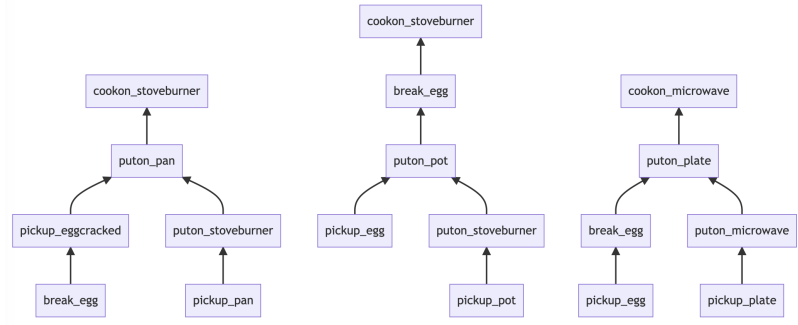 cookon_stoveburner
puton_pan
pickup_eggcracked
puton_stoveburner
break_egg
pickup_pan
cookon_stoveburner
break_egg
puton_pot
pickup_egg
puton_stoveburner
pickup_pot
cookon_microwave
puton_plate
break_egg
puton_microwave
pickup_egg
pickup_plate